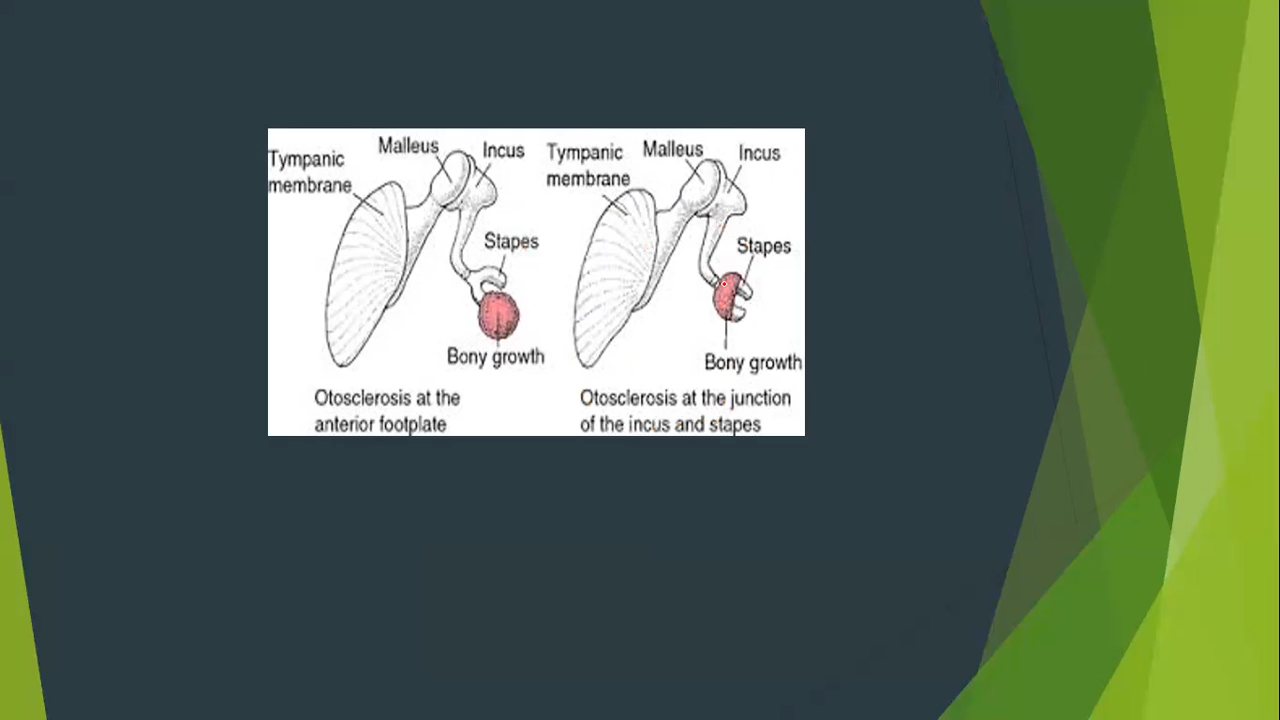 Tympanic
membrane
Malleus
Incus
Stapes
Bony growth
Otosclerosis at the
anterior footplate
Tympanic
membrane
Malleus
Incus
Stapes
Bony growth
Otosclerosis at the junction
of the incus and stapes